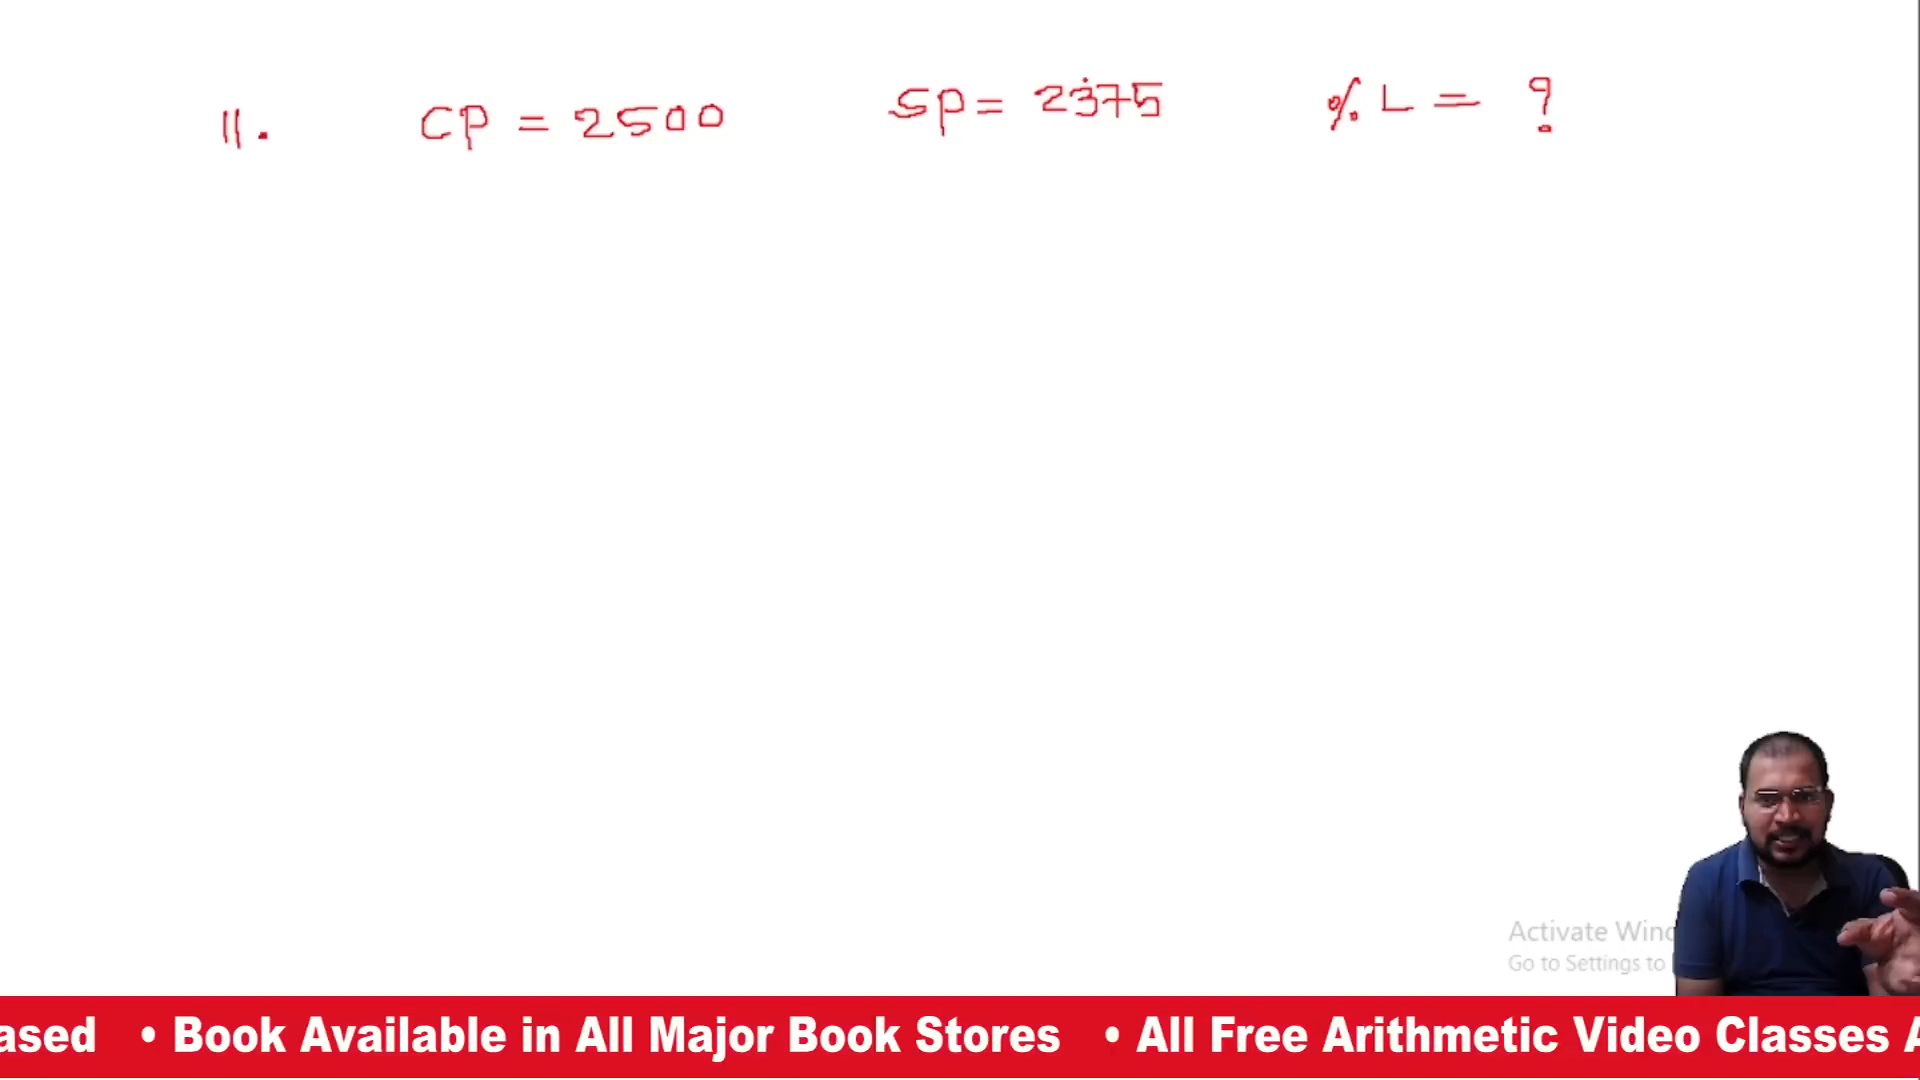 11. CP = 2500 SP = 2375 % L = ?
Activate Wind
Go to Settings to
ased • Book Available in All Major Book Stores • All Free Arithmetic Video Classes A